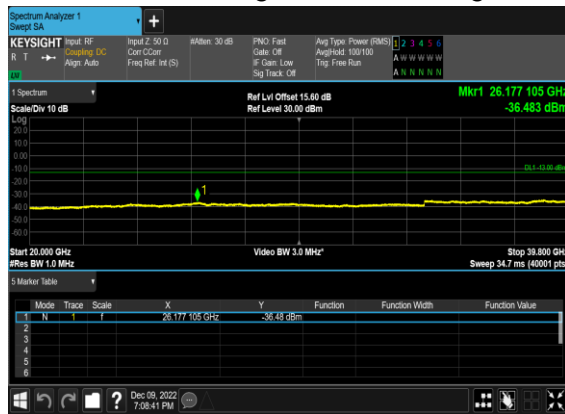 Spectrum Analyzer 1
Swept SA
+
KEYSIGHT Input: RF Input Z: 50 Ω #Atten: 30 dB PNO: Fast Avg Type: Power (RMS) 1 2 3 4 5 6
R T Coupling: DC Corr CCorr Gate: Off Avg|Hold: 100/100 A W W W W W
Align: Auto Freq Ref: Int (S) IF Gain: Low Trig: Free Run
LW Sig Track: Off A N N N N N
1 Spectrum Ref Lvl Offset 15.60 dB Mkr1 26.177 105 GHz
Scale/Div 10 dB Ref Level 30.00 dBm -36.483 dBm
Log
20.0
10.0
0.00
-10.0 DL1 -13.00 dBm
-20.0
-30.0 1
-40.0
-50.0
-60.0
Start 20.000 GHz Video BW 3.0 MHz* Stop 39.800 GHz
#Res BW 1.0 MHz Sweep 34.7 ms (40001 pts
5 Marker Table
Mode Trace Scale X Y Function Function Width Function Value
1 N 1 f 26.177 105 GHz -36.48 dBm
2
3
4
5
6
? Dec 09, 2022
7:08:41 PM